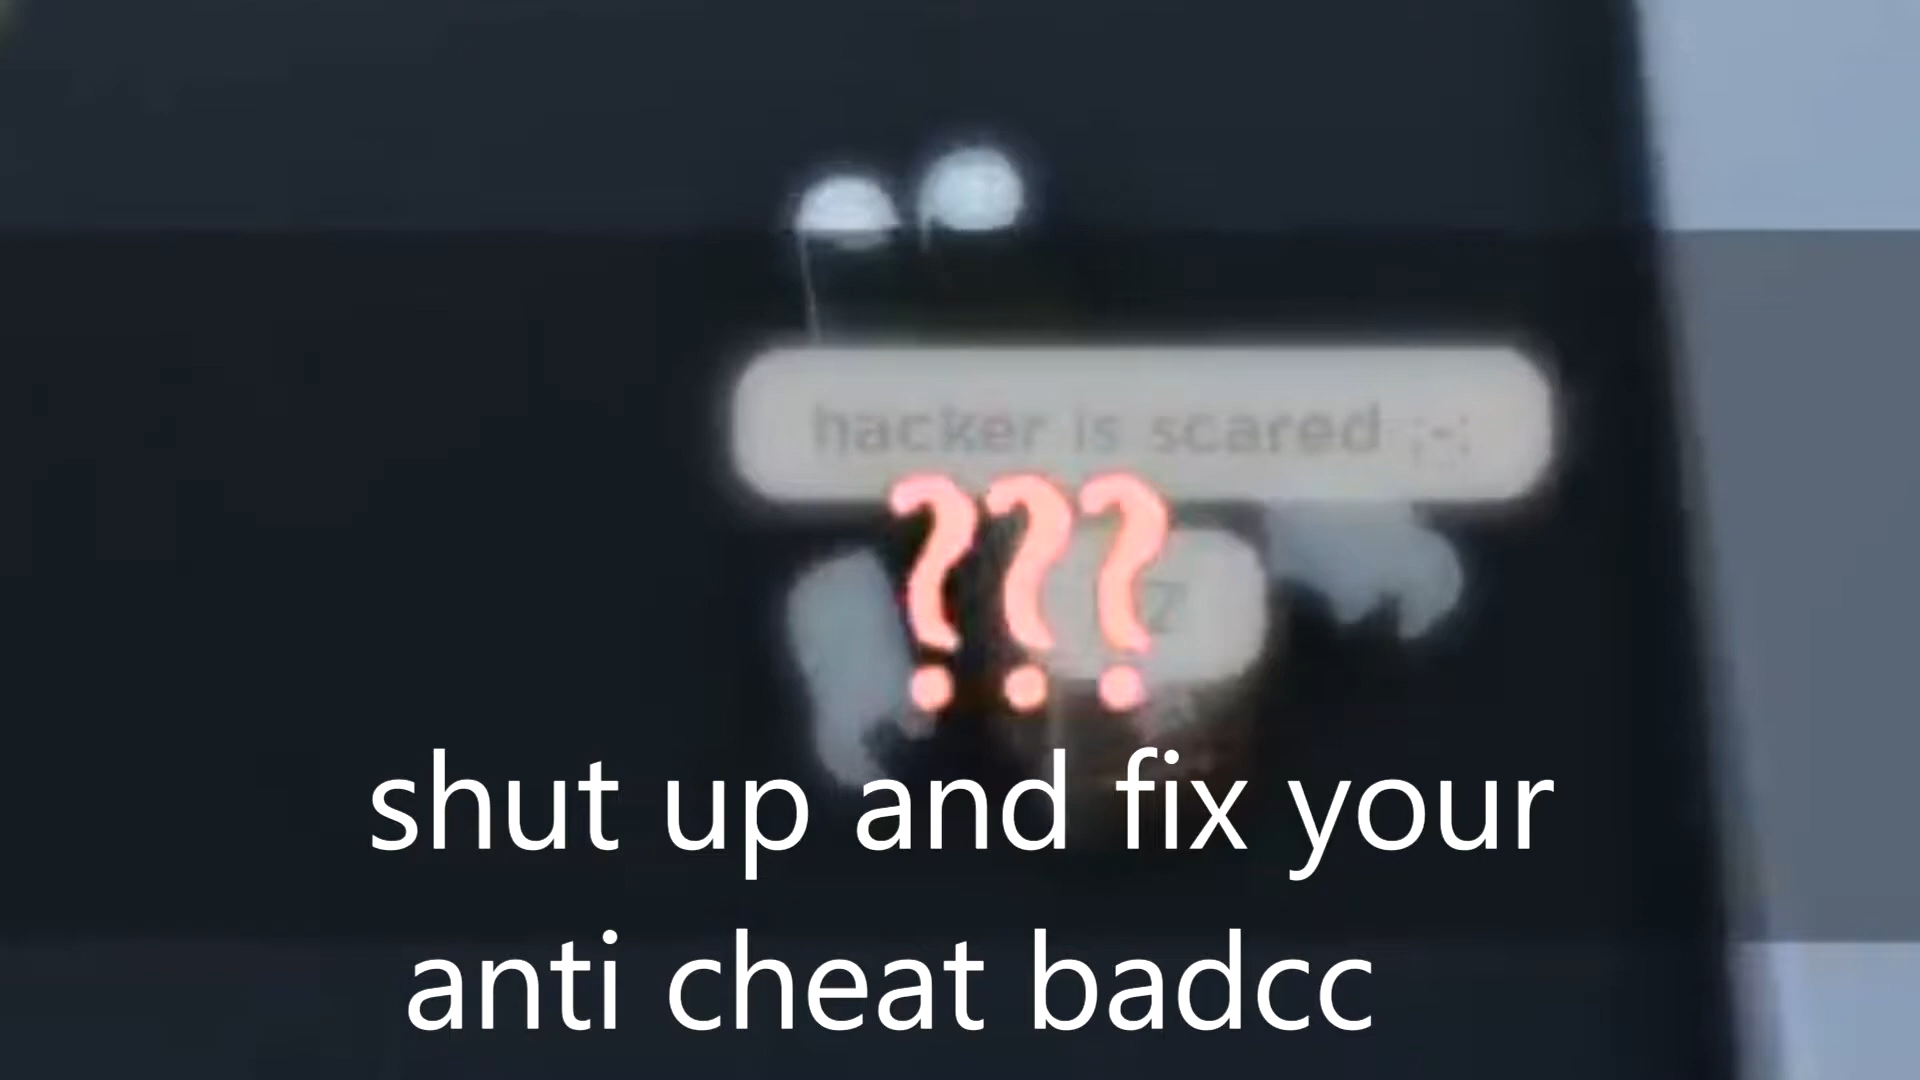 hacker is scared ;-;
???
shut up and fix your
anti cheat badcc